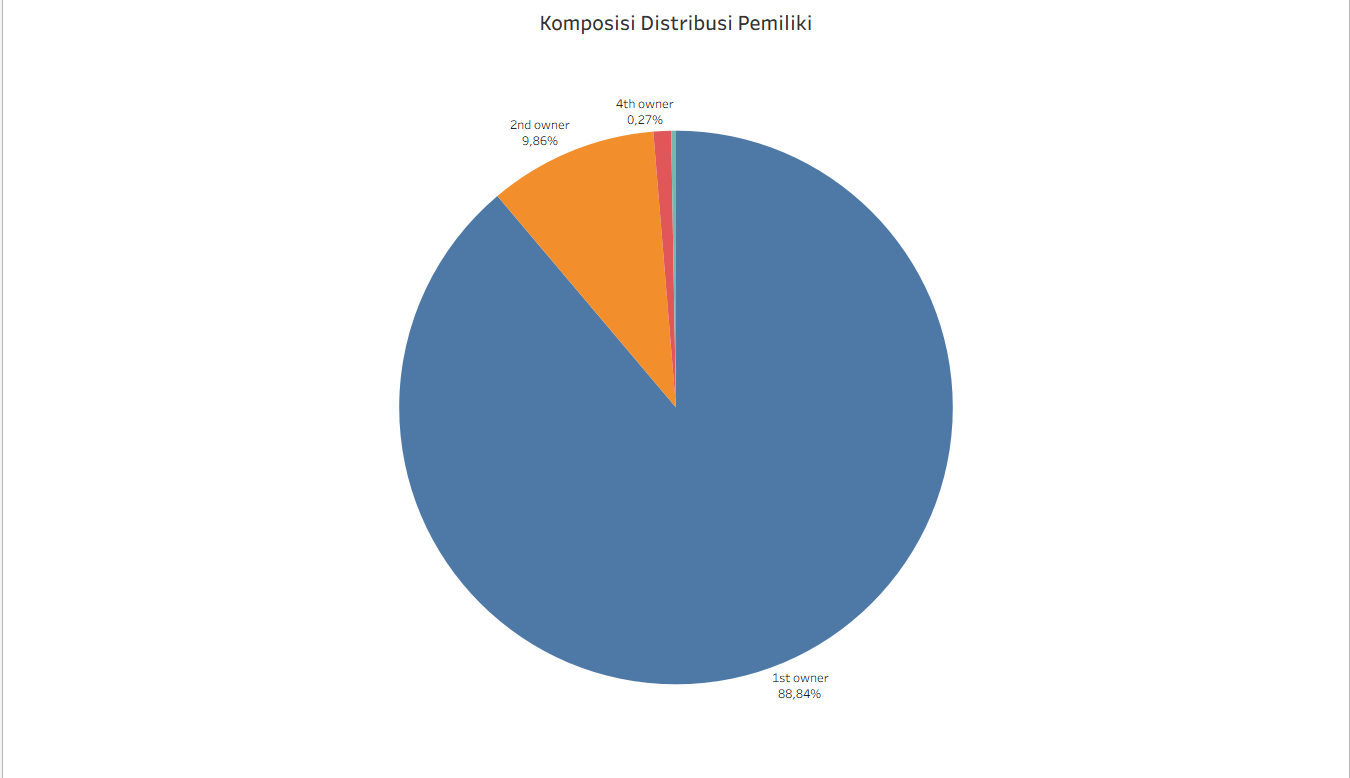 Komposisi Distribusi Pemiliki
4th owner
0,27%
2nd owner
9,86%
1st owner
88,84%